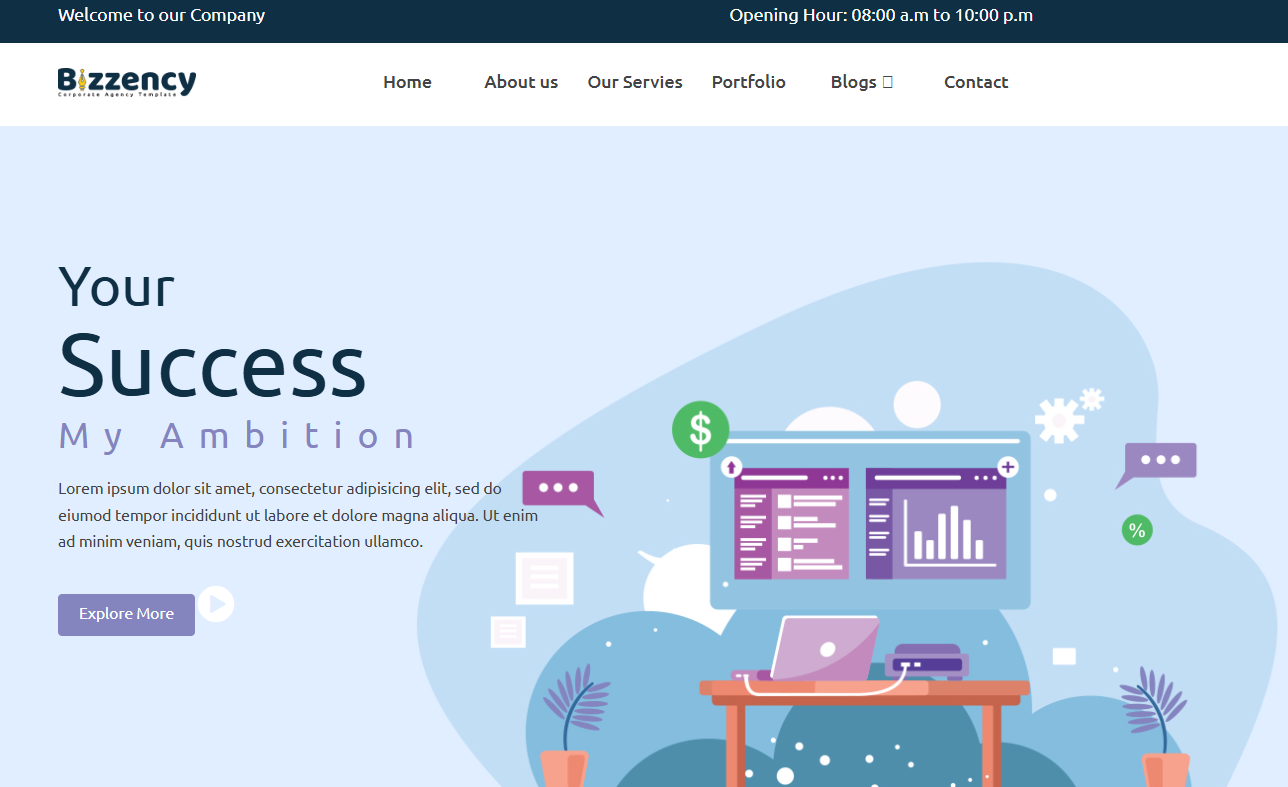 Welcome to our Company
Opening Hour: 08:00 a.m to 10:00 p.m
Bizzency
Corporate Agency Template
Home
About us
Our Servies
Portfolio
Blogs
Contact
Your
Success
My Ambition
Lorem ipsum dolor sit amet, consectetur adipisicing elit, sed do
eiumod tempor incididunt ut labore et dolore magna aliqua. Ut enim
ad minim veniam, quis nostrud exercitation ullamco.
Explore More
$
%